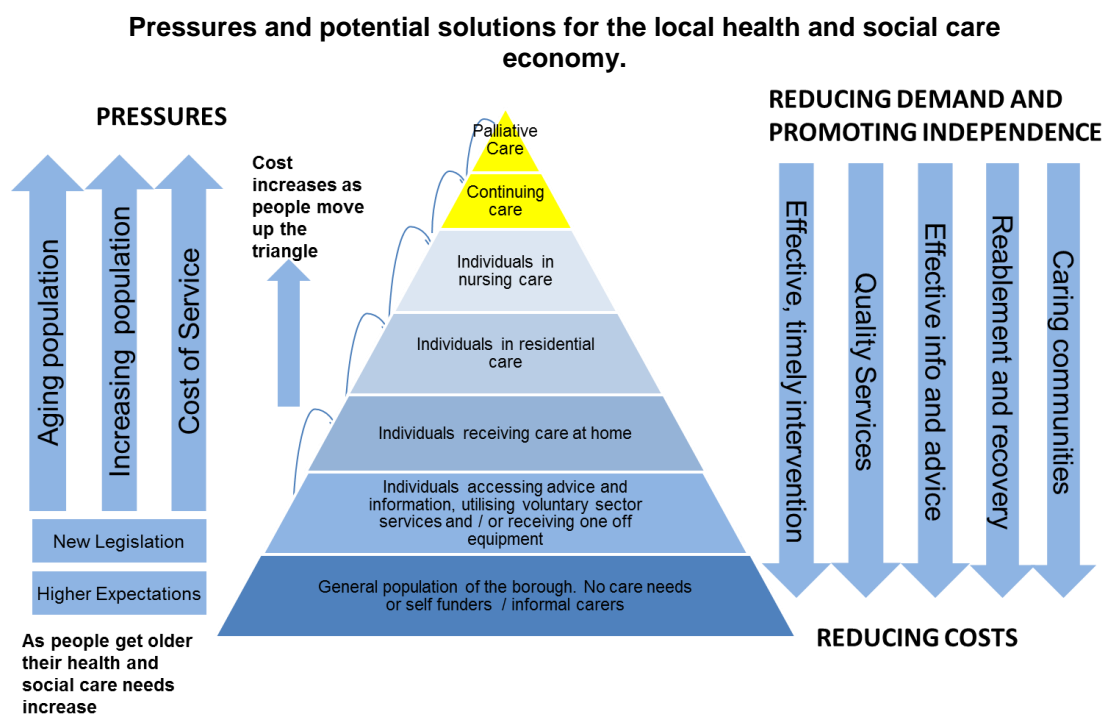 Pressures and potential solutions for the local health and social care
economy.
PRESSURES
Aging population
Increasing population
Cost of Service
New Legislation
Higher Expectations
As people get older
their health and
social care needs
increase
Cost
increases as
people move
up the
triangle
Palliative
Care
Continuing
care
Individuals in
nursing care
Individuals in residential
care
Individuals receiving care at home
Individuals accessing advice and
information, utilising voluntary sector
services and / or receiving one off
equipment
General population of the borough. No care needs
or self funders / informal carers
REDUCING DEMAND AND
PROMOTING INDEPENDENCE
Effective, timely intervention
Quality Services
Effective info and advice
Reablement and recovery
Caring communities
REDUCING COSTS